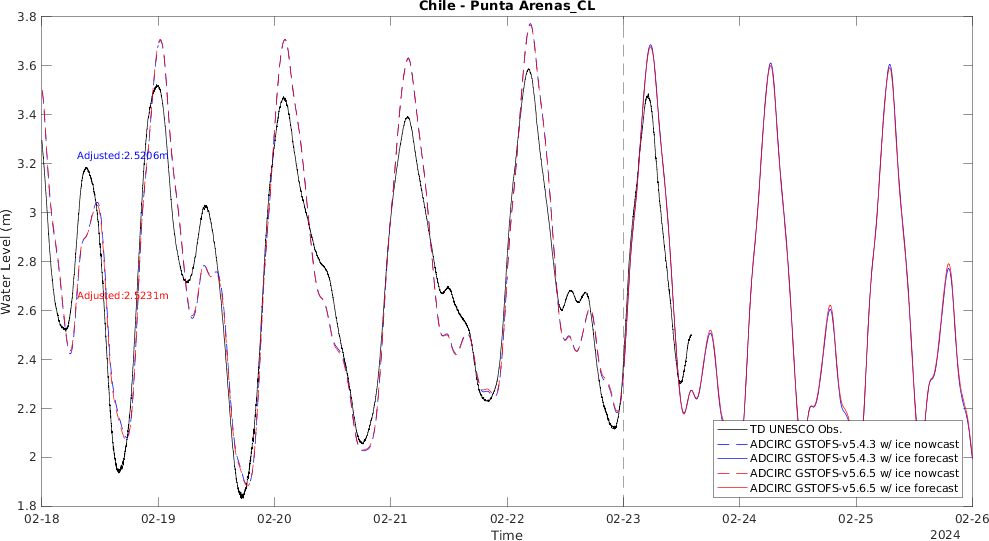 Chile - Punta Arenas_CL
Water Level (m)
3.8
3.6
3.4
3.2
3
2.8
2.6
2.4
2.2
2
1.8
Adjusted:2.5206m
Adjusted:2.5231m
TD UNESCO Obs.
ADCIRC GSTOFS-v5.4.3 w/ ice nowcast
ADCIRC GSTOFS-v5.4.3 w/ ice forecast
ADCIRC GSTOFS-v5.6.5 w/ ice nowcast
ADCIRC GSTOFS-v5.6.5 w/ ice forecast
02-18 02-19 02-20 02-21 02-22 02-23 02-24 02-25 02-26
Time
2024